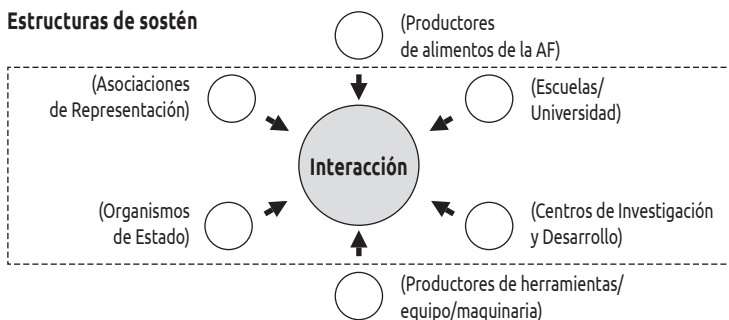 Estructuras de sostén
(Productores
de alimentos de la AF)
(Asociaciones
de Representación)
(Escuelas/
Universidad)
Interacción
(Organismos
de Estado)
(Centros de Investigación
y Desarrollo)
(Productores de herramientas/
equipo/maquinaria)